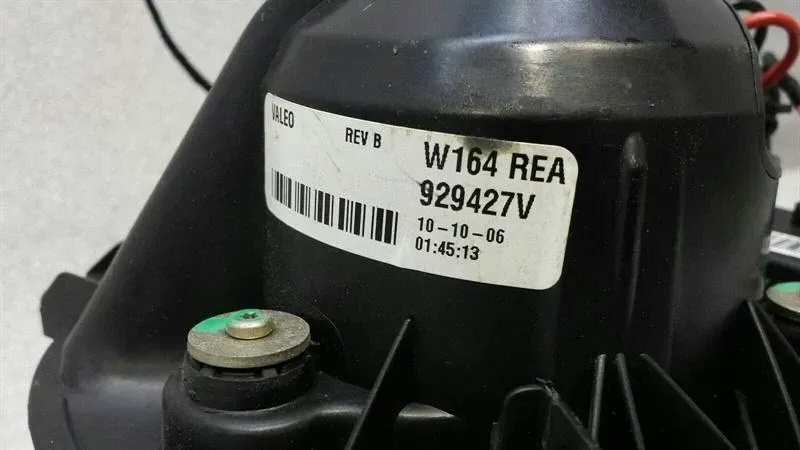 VALEO
REV B
W164 REA
929427V
10-10-06
01:45:13